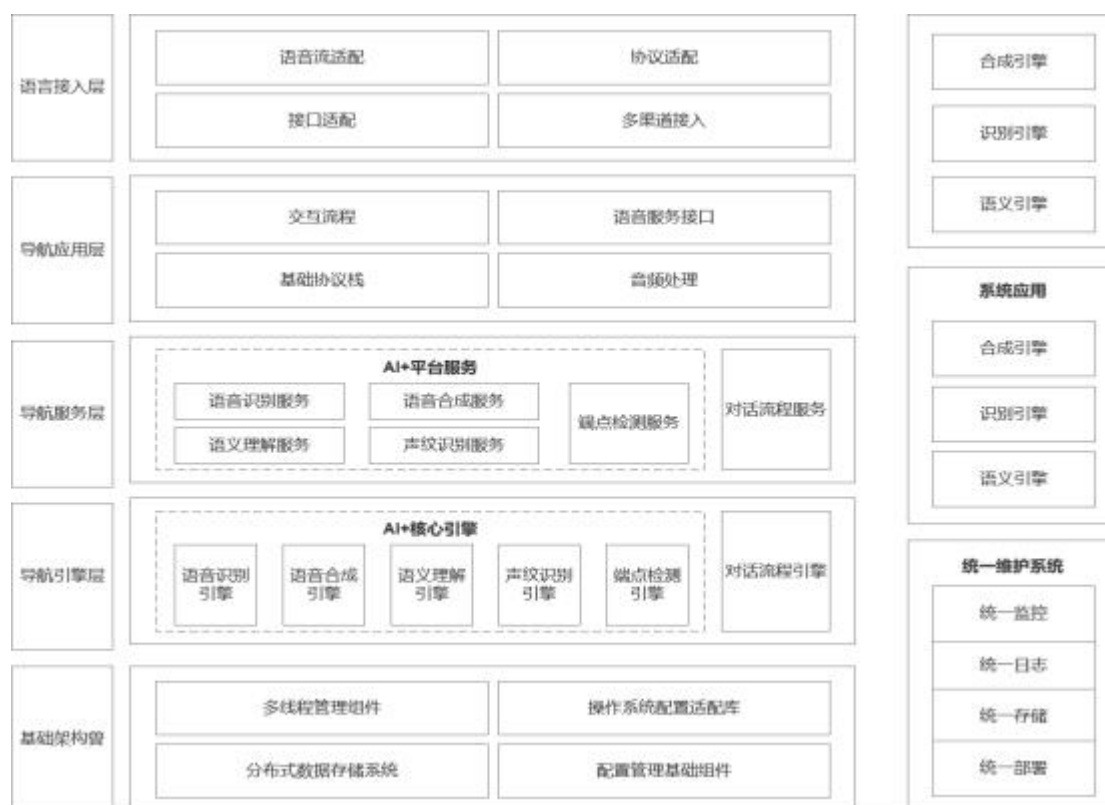 语言接入层
语音流适配
协议适配
接口适配
多渠道接入
导航应用层
交互流程
语音服务接口
基础协议栈
音频处理
导航服务层
AI+平台服务
语音识别服务
语音合成服务
语义理解服务
声纹识别服务
端点检测服务
对话流程服务
导航引擎层
AI+核心引擎
语音识别
引擎
语音合成
引擎
语义理解
引擎
声纹识别
引擎
端点检测
引擎
对话流程引擎
基础架构曾
多线程管理组件
操作系统配置适配库
分布式数据存储系统
配置管理基础组件
合成引擎
识别引擎
语义引擎
系统应用
合成引擎
识别引擎
语义引擎
统一维护系统
统一监控
统一日志
统一存储
统一部署